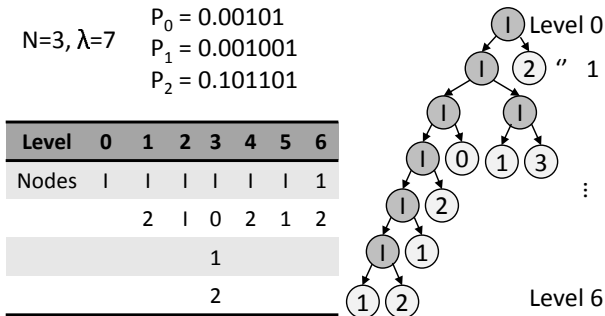 N=3, λ=7
P0 = 0.00101
P1 = 0.001001
P2 = 0.101101
Level 0 1 2 3 4 5 6
Nodes I I I I I I 1
2 I 0 2 1 2
1
2
I Level 0
I 2 〃 1
I I
I 0 1 3
I 2 ⋮
I 1
1 2 Level 6